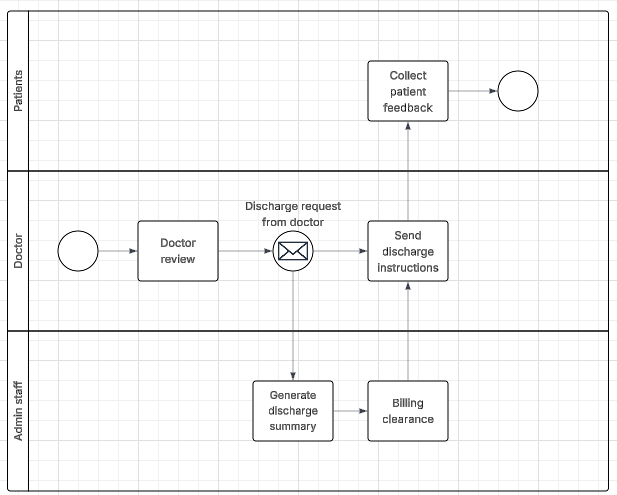 Patients
Collect
patient
feedback
Doctor
Doctor
review
Discharge request
from doctor
Send
discharge
instructions
Admin staff
Generate
discharge
summary
Billing
clearance